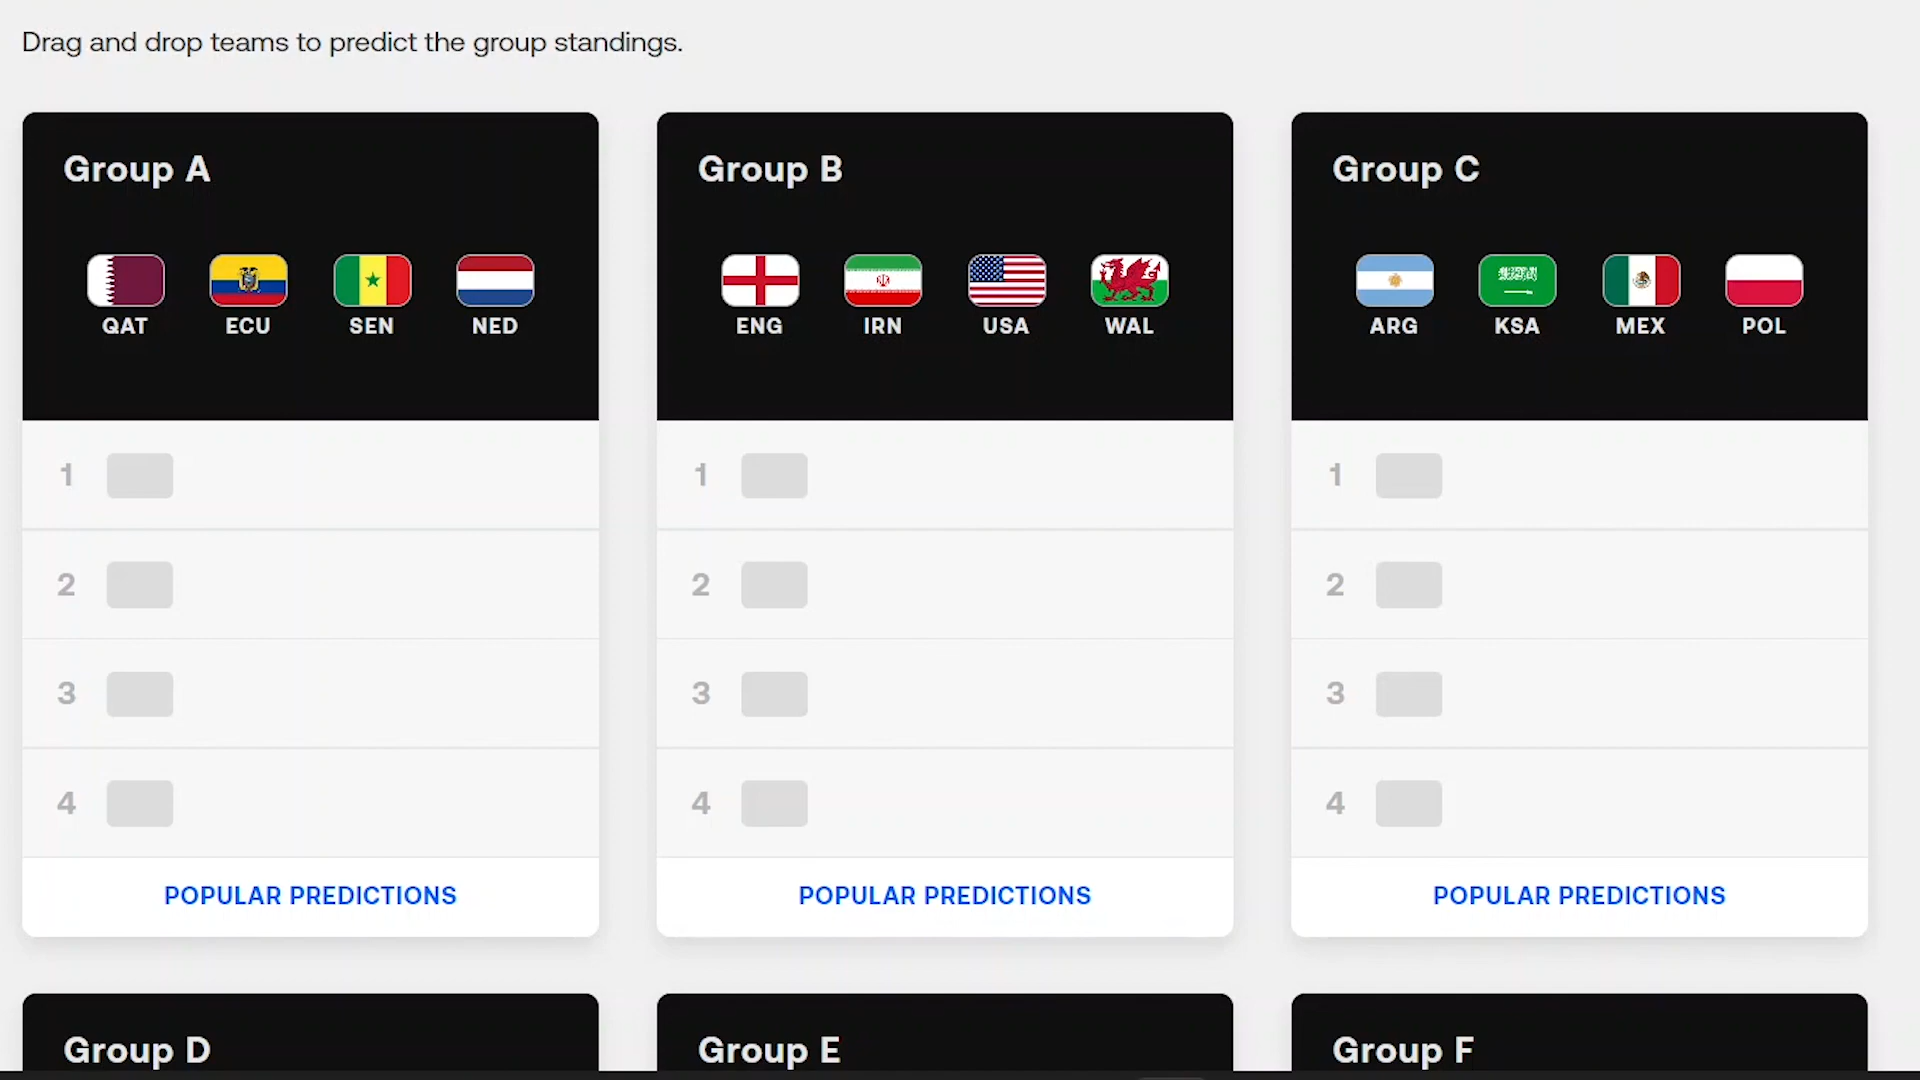 Drag and drop teams to predict the group standings.
Group A
QAT ECU SEN NED
1
2
3
4
POPULAR PREDICTIONS
Group B
ENG IRN USA WAL
1
2
3
4
POPULAR PREDICTIONS
Group C
ARG KSA MEX POL
1
2
3
4
POPULAR PREDICTIONS
Group D
Group E
Group F